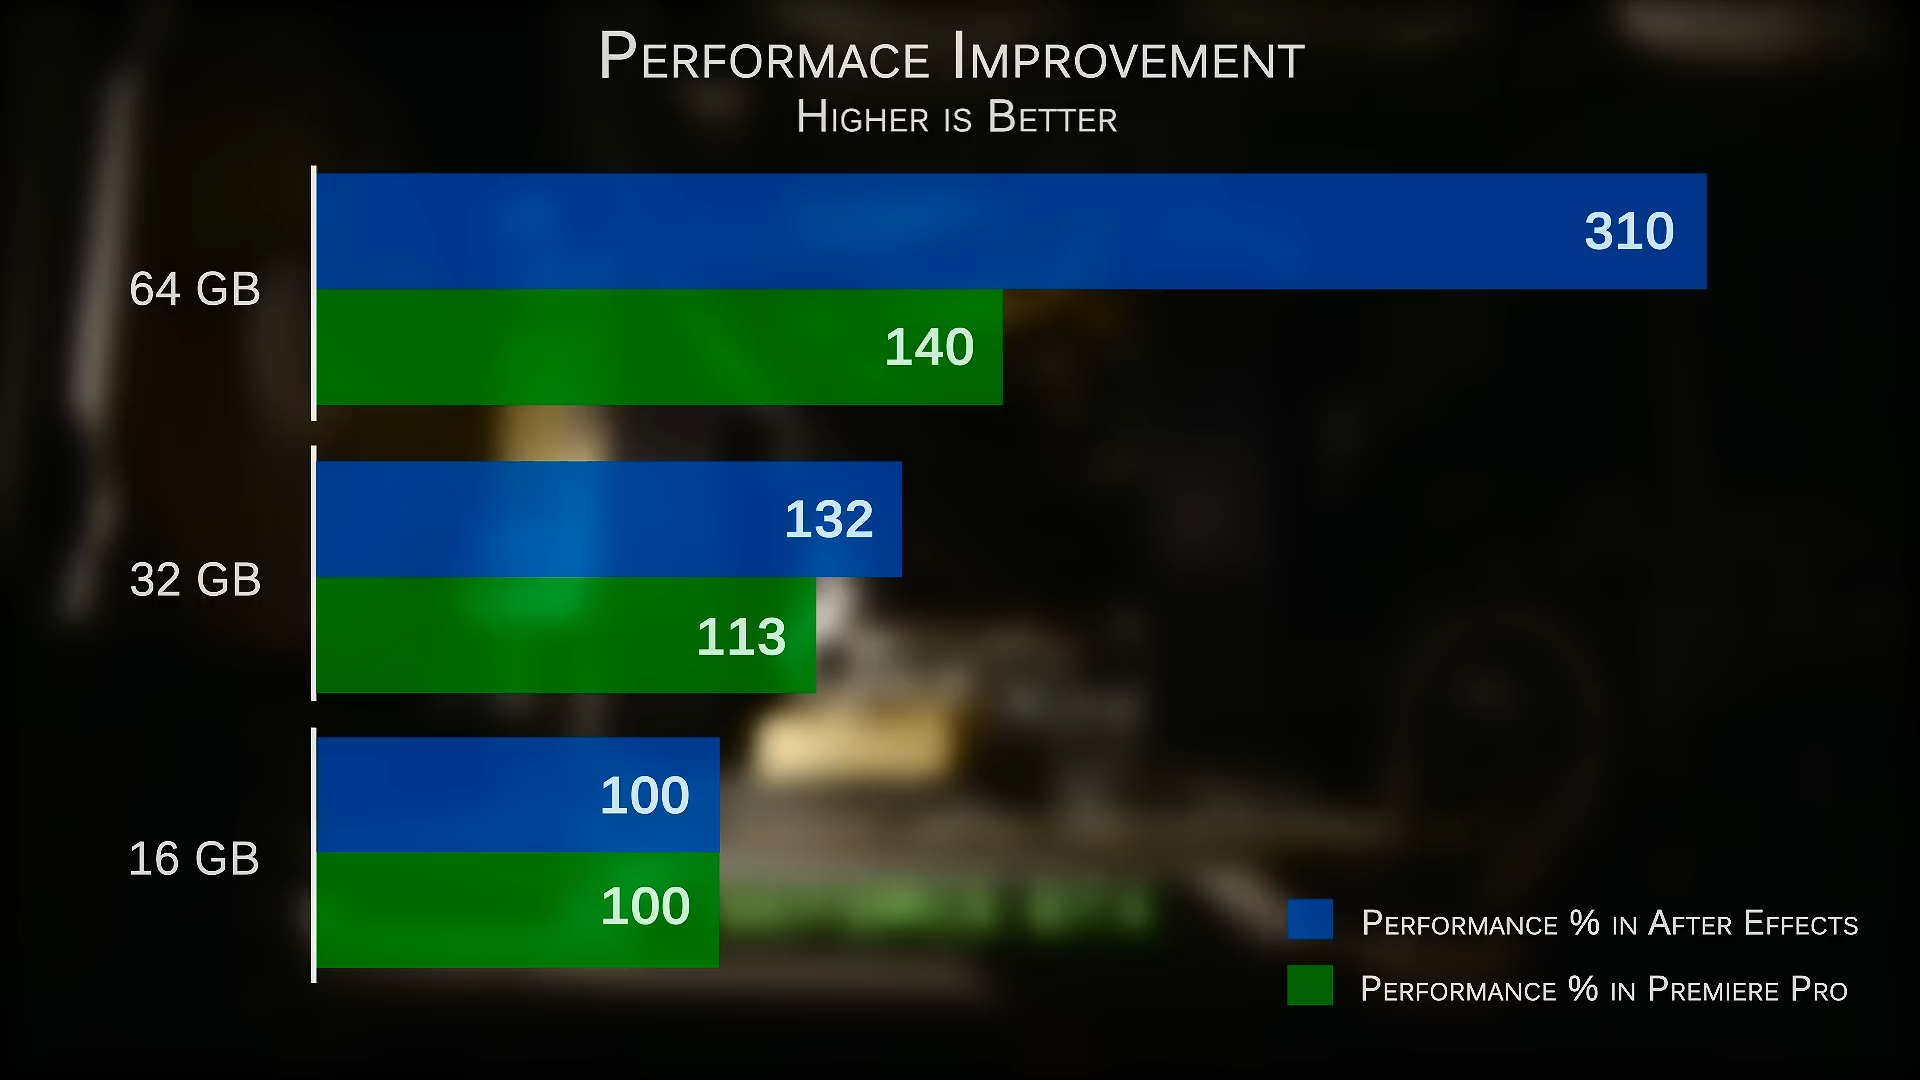 Performace Improvement
Higher is Better
310
64 GB
140
132
32 GB
113
100
16 GB
100
Performance % in After Effects
Performance % in Premiere Pro